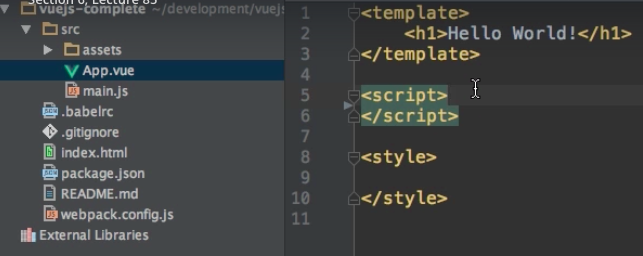 Section 6, Lecture 85
vuejs-complete ~/development/vuejs
src
assets
App.vue
main.js
.babelrc
.gitignore
index.html
package.json
README.md
webpack.config.js
External Libraries
1 <template>
2 <h1>Hello World!</h1>
3 </template>
4
5 <script>
6 </script>
7
8 <style>
9
10 </style>
11